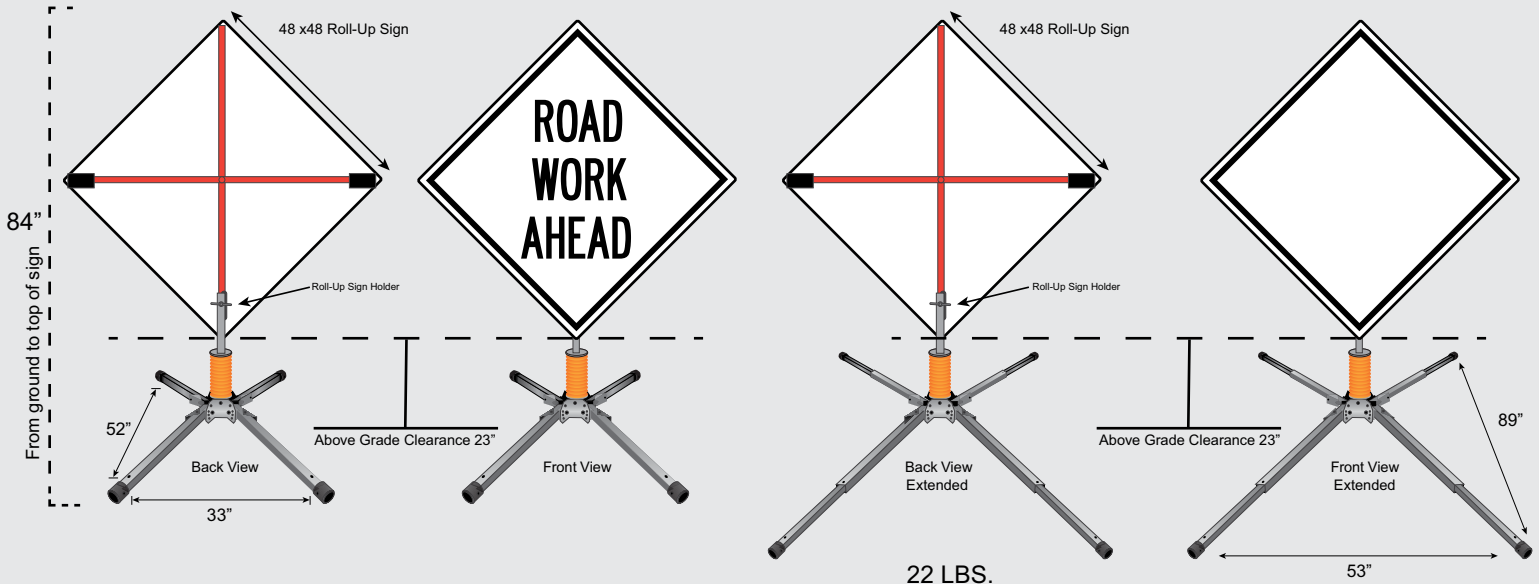 48 x48 Roll-Up Sign
48 x48 Roll-Up Sign
ROAD
WORK
AHEAD
84”
From ground to top of sign
Roll-Up Sign Holder
Roll-Up Sign Holder
52”
Above Grade Clearance 23”
Above Grade Clearance 23”
89”
Back View
Front View
Back View
Extended
Front View
Extended
33”
53”
22 LBS.